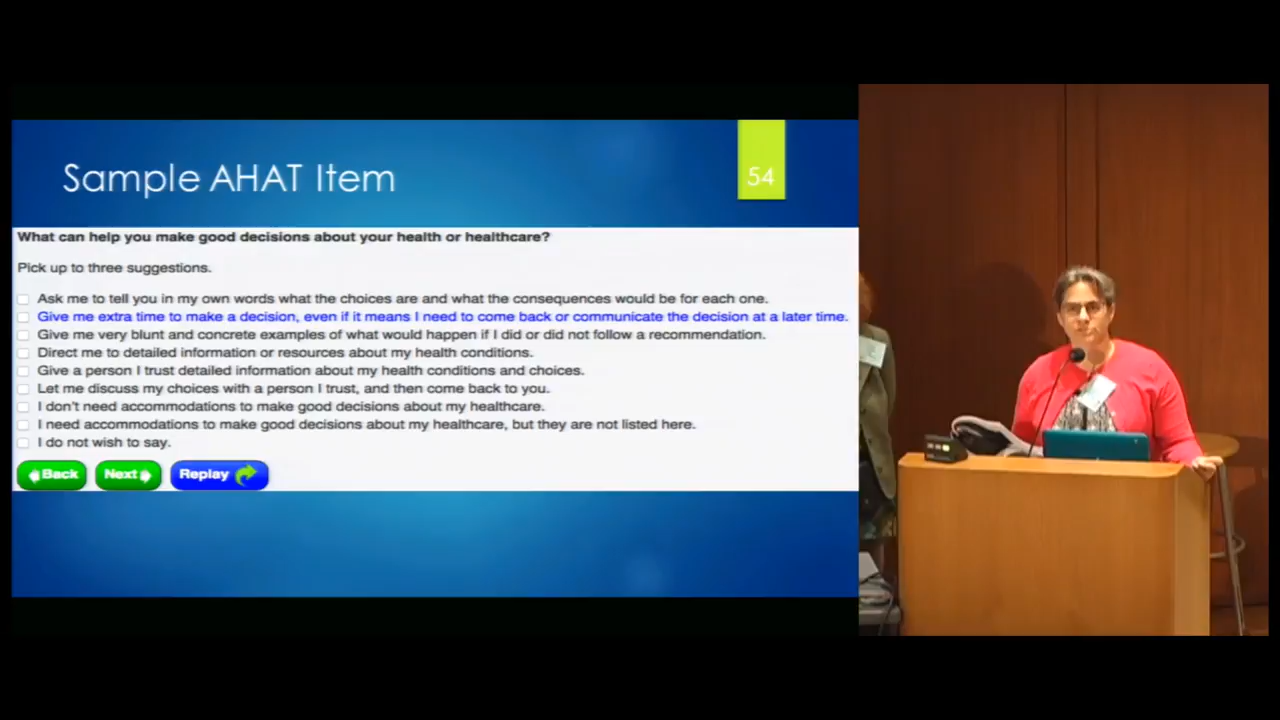 Sample AHAT Item
54
What can help you make good decisions about your health or healthcare?
Pick up to three suggestions.
Ask me to tell you in my own words what the choices are and what the consequences would be for each one.
Give me extra time to make a decision, even if it means I need to come back or communicate the decision at a later time.
Give me very blunt and concrete examples of what would happen if I did or did not follow a recommendation.
Direct me to detailed information or resources about my health conditions.
Give a person I trust detailed information about my health conditions and choices.
Let me discuss my choices with a person I trust, and then come back to you.
I don't need accommodations to make good decisions about my healthcare.
I need accommodations to make good decisions about my healthcare, but they are not listed here.
I do not wish to say.
Back Next Replay